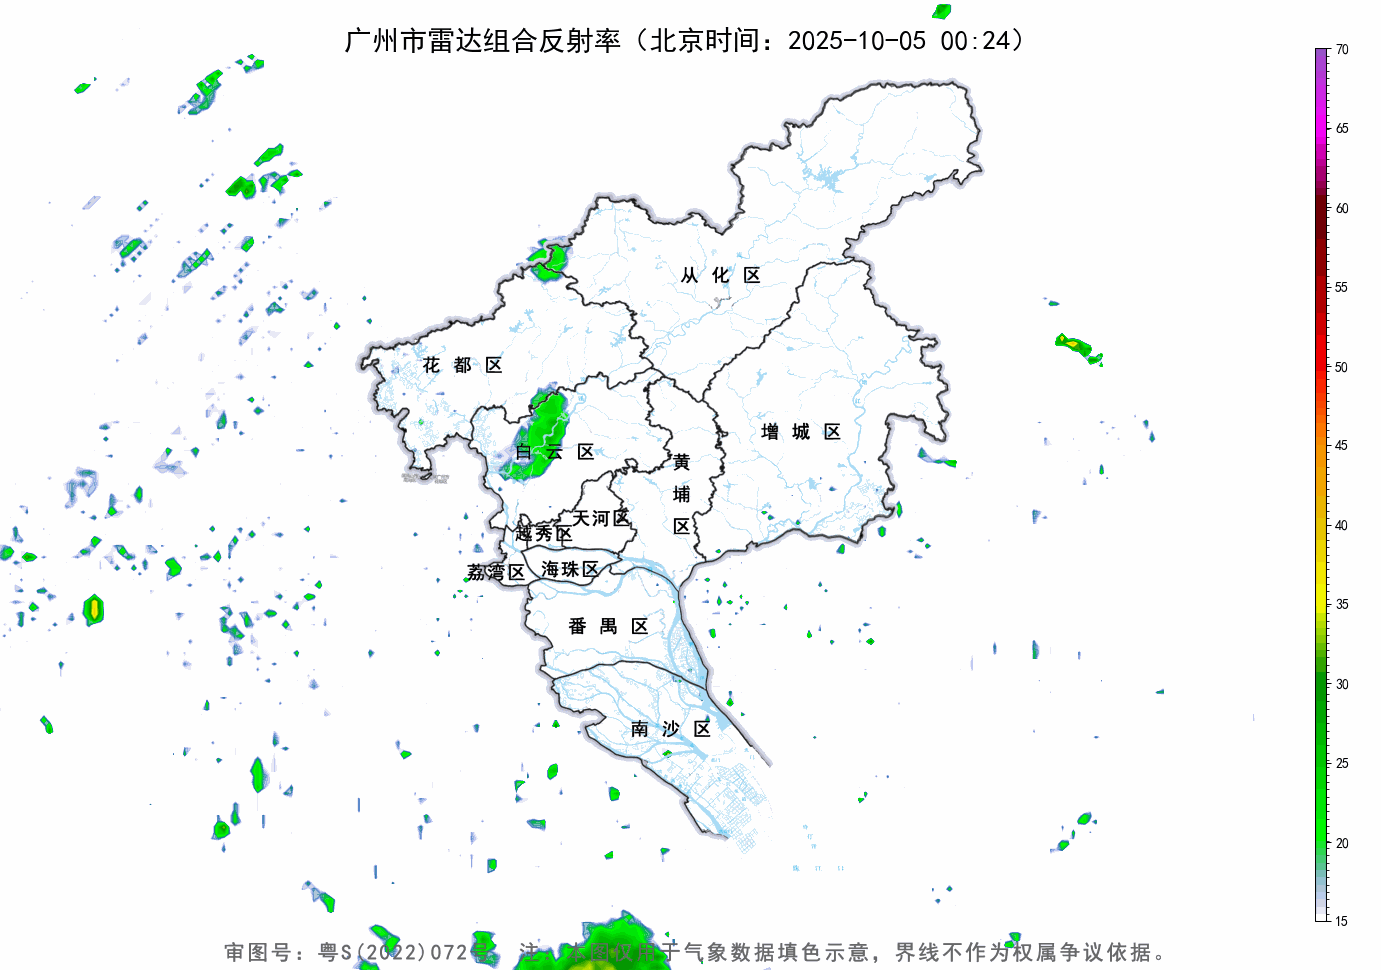 广州市雷达组合反射率（北京时间：2025-10-05 00:24）
70
65
60
55
50
45
40
35
30
25
20
15
从化区
花都区
增城区
白云区
黄埔区
天河区
越秀区
荔湾区
海珠区
番禺区
南沙区
审图号：粤S(2022)072号 注：本图仅用于气象数据填色示意，界线不作为权属争议依据。